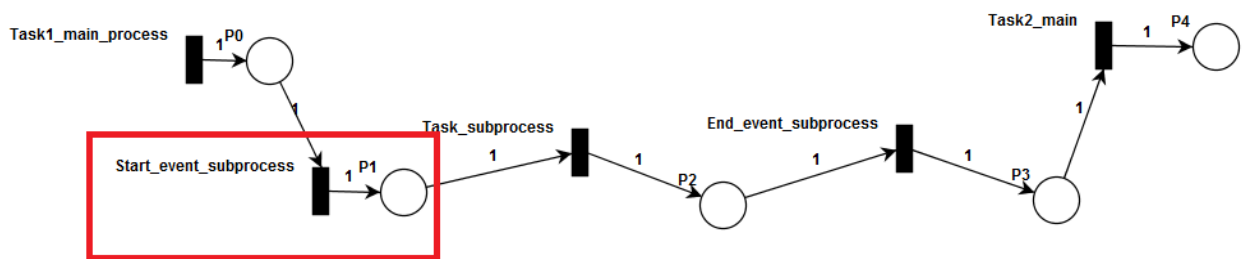 Task1_main_process
1
P0
1
Start_event_subprocess
1
P1
1
Task_subprocess
1
P2
1
End_event_subprocess
1
P3
1
Task2_main
1
P4